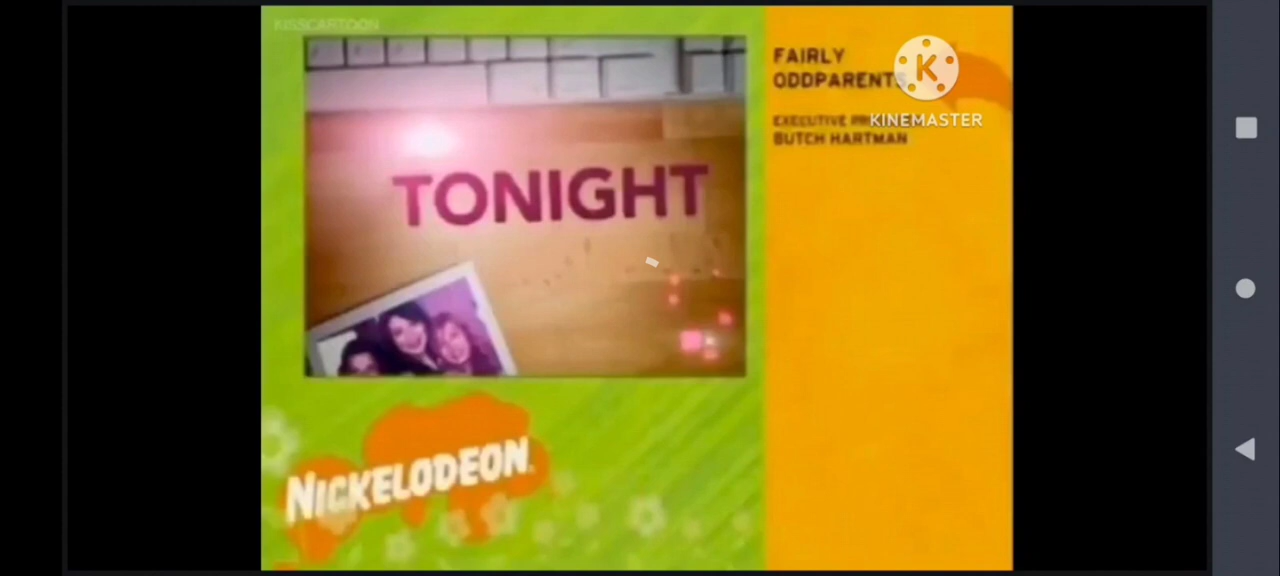 KISSCARTOON
TONIGHT
NICKELODEON
FAIRLY
ODDPARENTS
EXECUTIVE
BUTCH HARTMAN
K
KINEMASTER